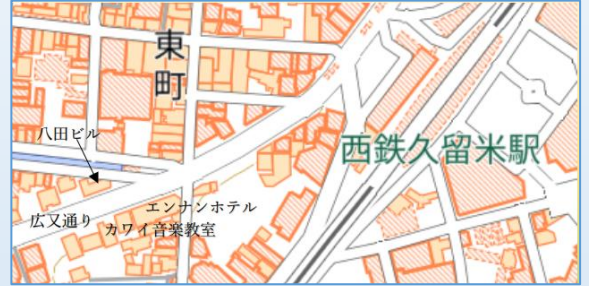 東町
八田ビル
西鉄久留米駅
広又通り
エンナンホテル
カワイ音楽教室